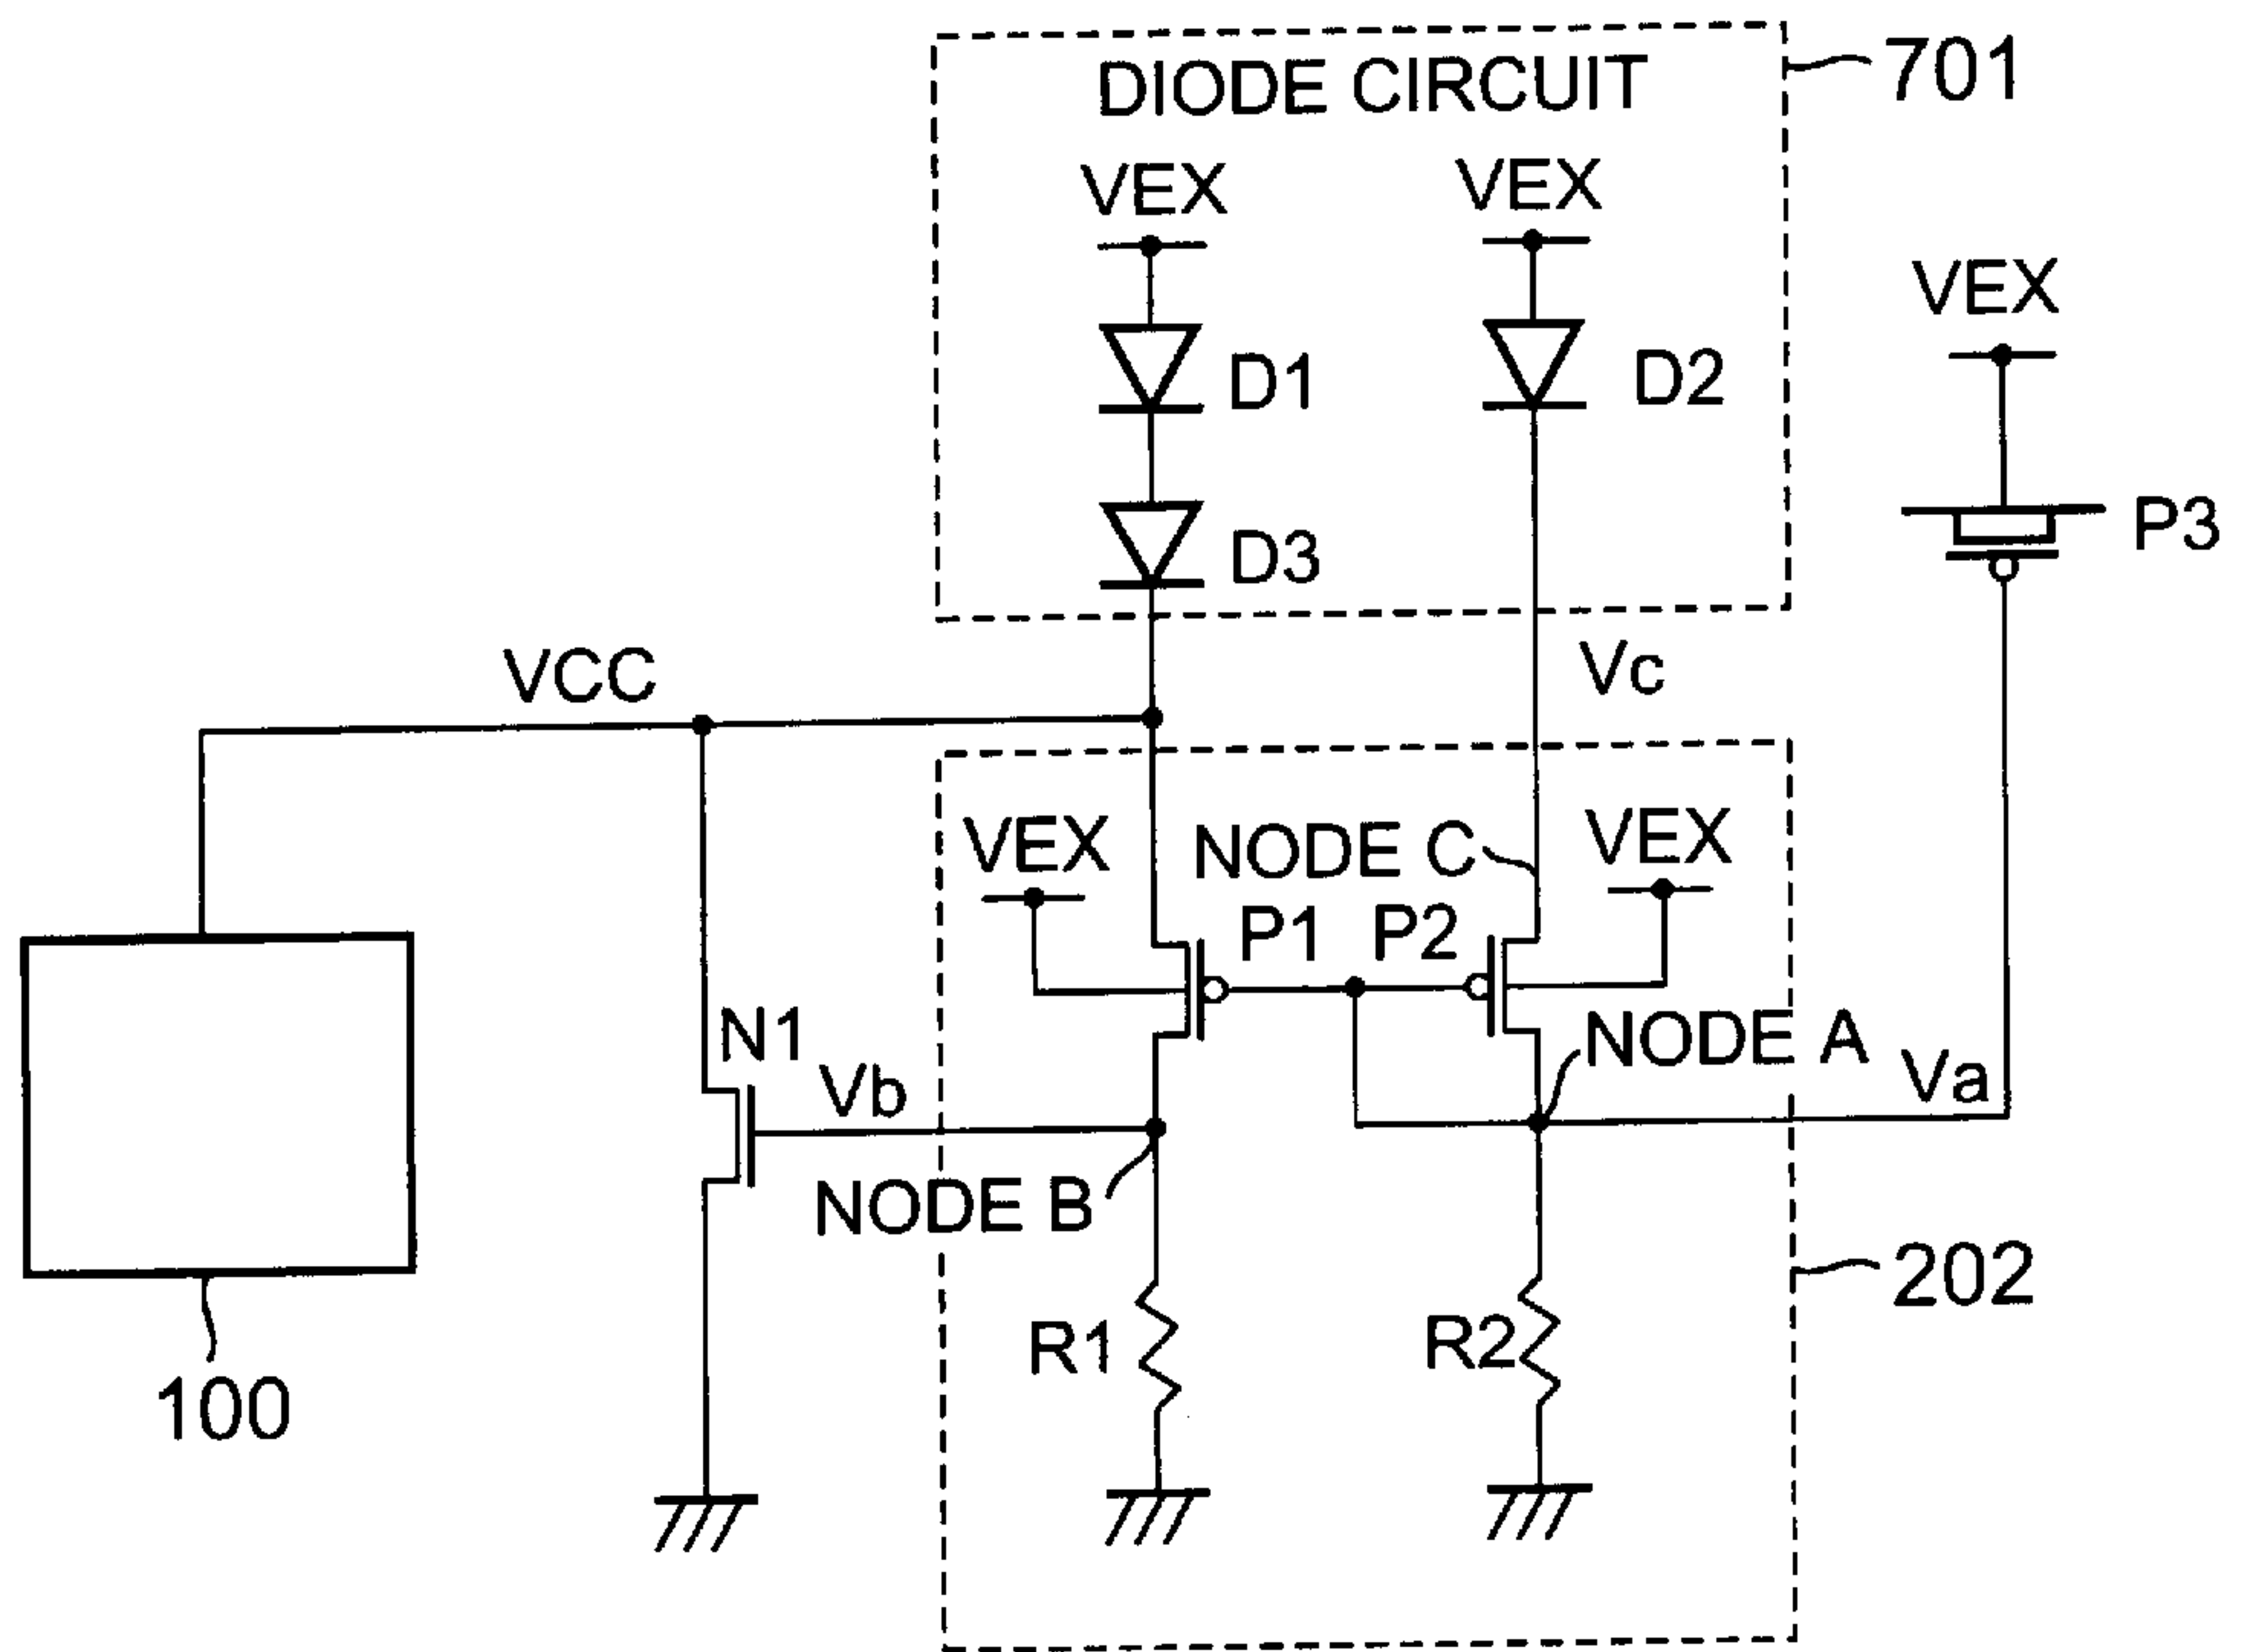 DIODE CIRCUIT
701
VEX
VEX
VEX
D1
D2
D3
P3
VCC
Vc
VEX
NODE C
VEX
P1
P2
N1
Vb
NODE A
Va
NODE B
R1
R2
202
100